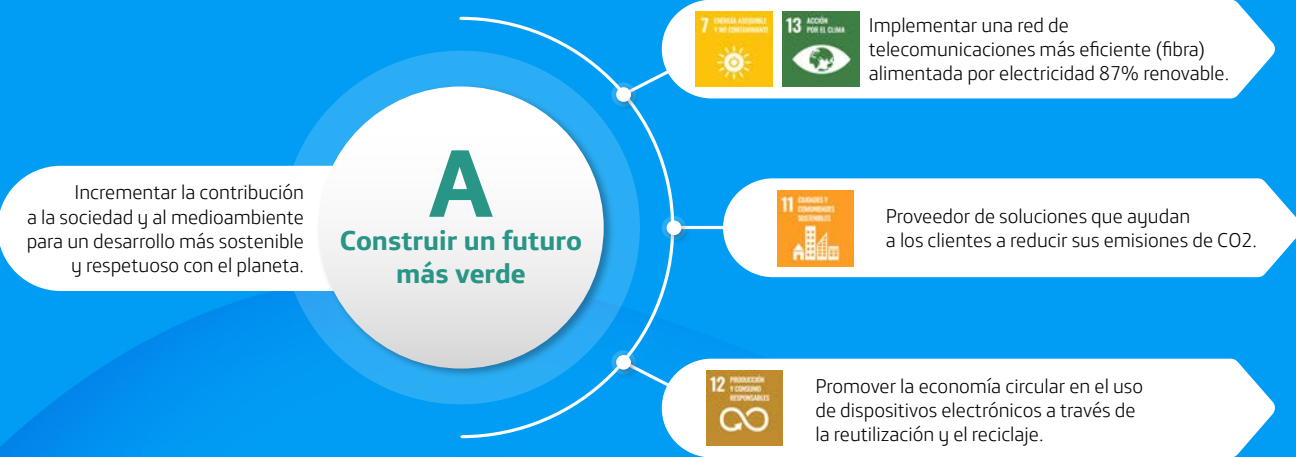 Incrementar la contribución
a la sociedad y al medioambiente
para un desarrollo más sostenible
y respetuoso con el planeta.
A
Construir un futuro
más verde
7 ENERGÍA ASEQUIBLE
Y NO CONTAMINANTE
13 ACCIÓN
POR EL CLIMA
Implementar una red de
telecomunicaciones más eficiente (fibra)
alimentada por electricidad 87% renovable.
11 CIUDADES Y
COMUNIDADES
SOSTENIBLES
Proveedor de soluciones que ayudan
a los clientes a reducir sus emisiones de CO2.
12 PRODUCCIÓN
Y CONSUMO
RESPONSABLES
Promover la economía circular en el uso
de dispositivos electrónicos a través de
la reutilización y el reciclaje.